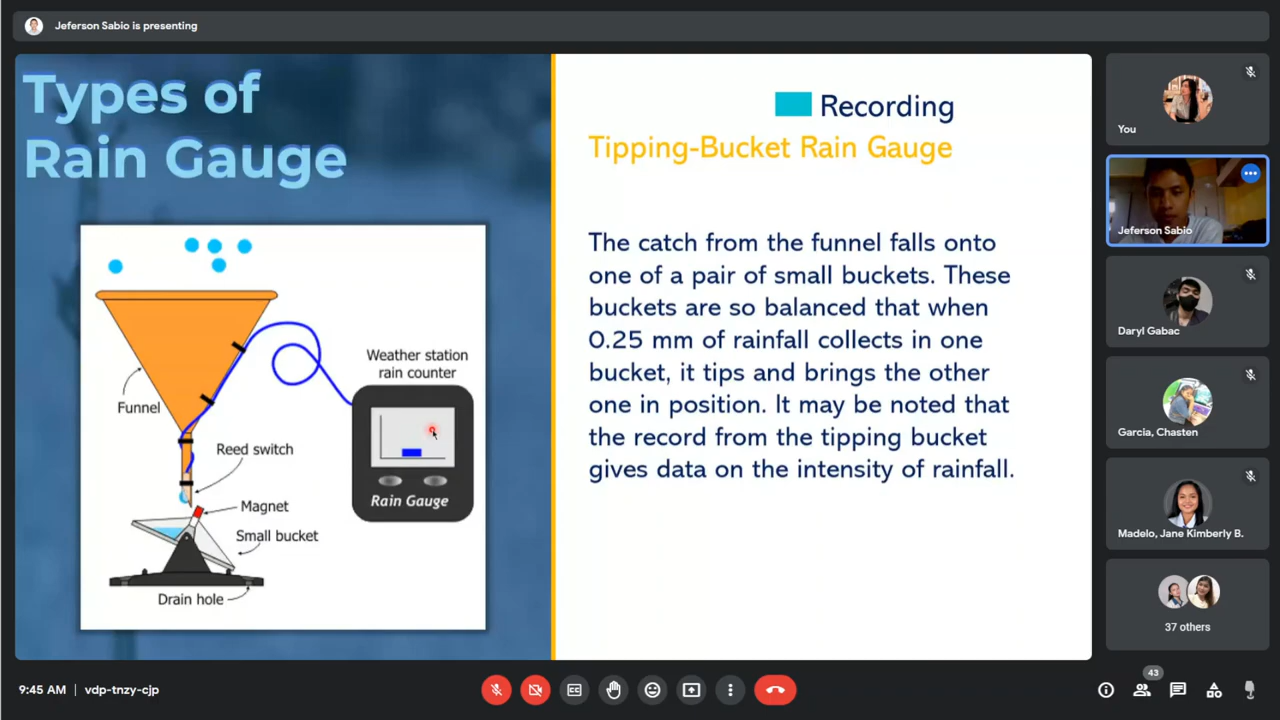 Jeferson Sabio is presenting
Types of
Rain Gauge
Funnel
Reed switch
Magnet
Small bucket
Drain hole
Weather station
rain counter
Rain Gauge
Recording
Tipping-Bucket Rain Gauge
The catch from the funnel falls onto
one of a pair of small buckets. These
buckets are so balanced that when
0.25 mm of rainfall collects in one
bucket, it tips and brings the other
one in position. It may be noted that
the record from the tipping bucket
gives data on the intensity of rainfall.
You
Jeferson Sabio
Daryl Gabac
Garcia, Chasten
Madelo, Jane Kimberly B.
37 others
9:45 AM | vdp-tnzy-cjp
CC
43